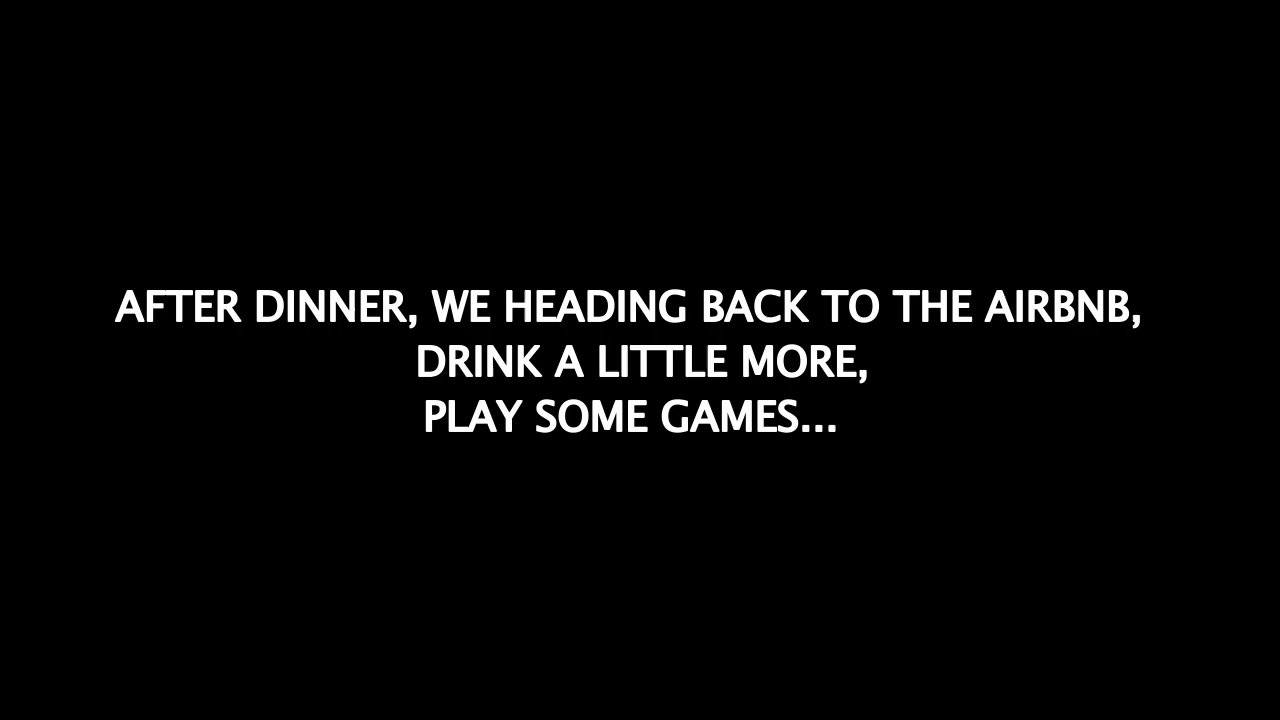 AFTER DINNER, WE HEADING BACK TO THE AIRBNB,
DRINK A LITTLE MORE,
PLAY SOME GAMES...